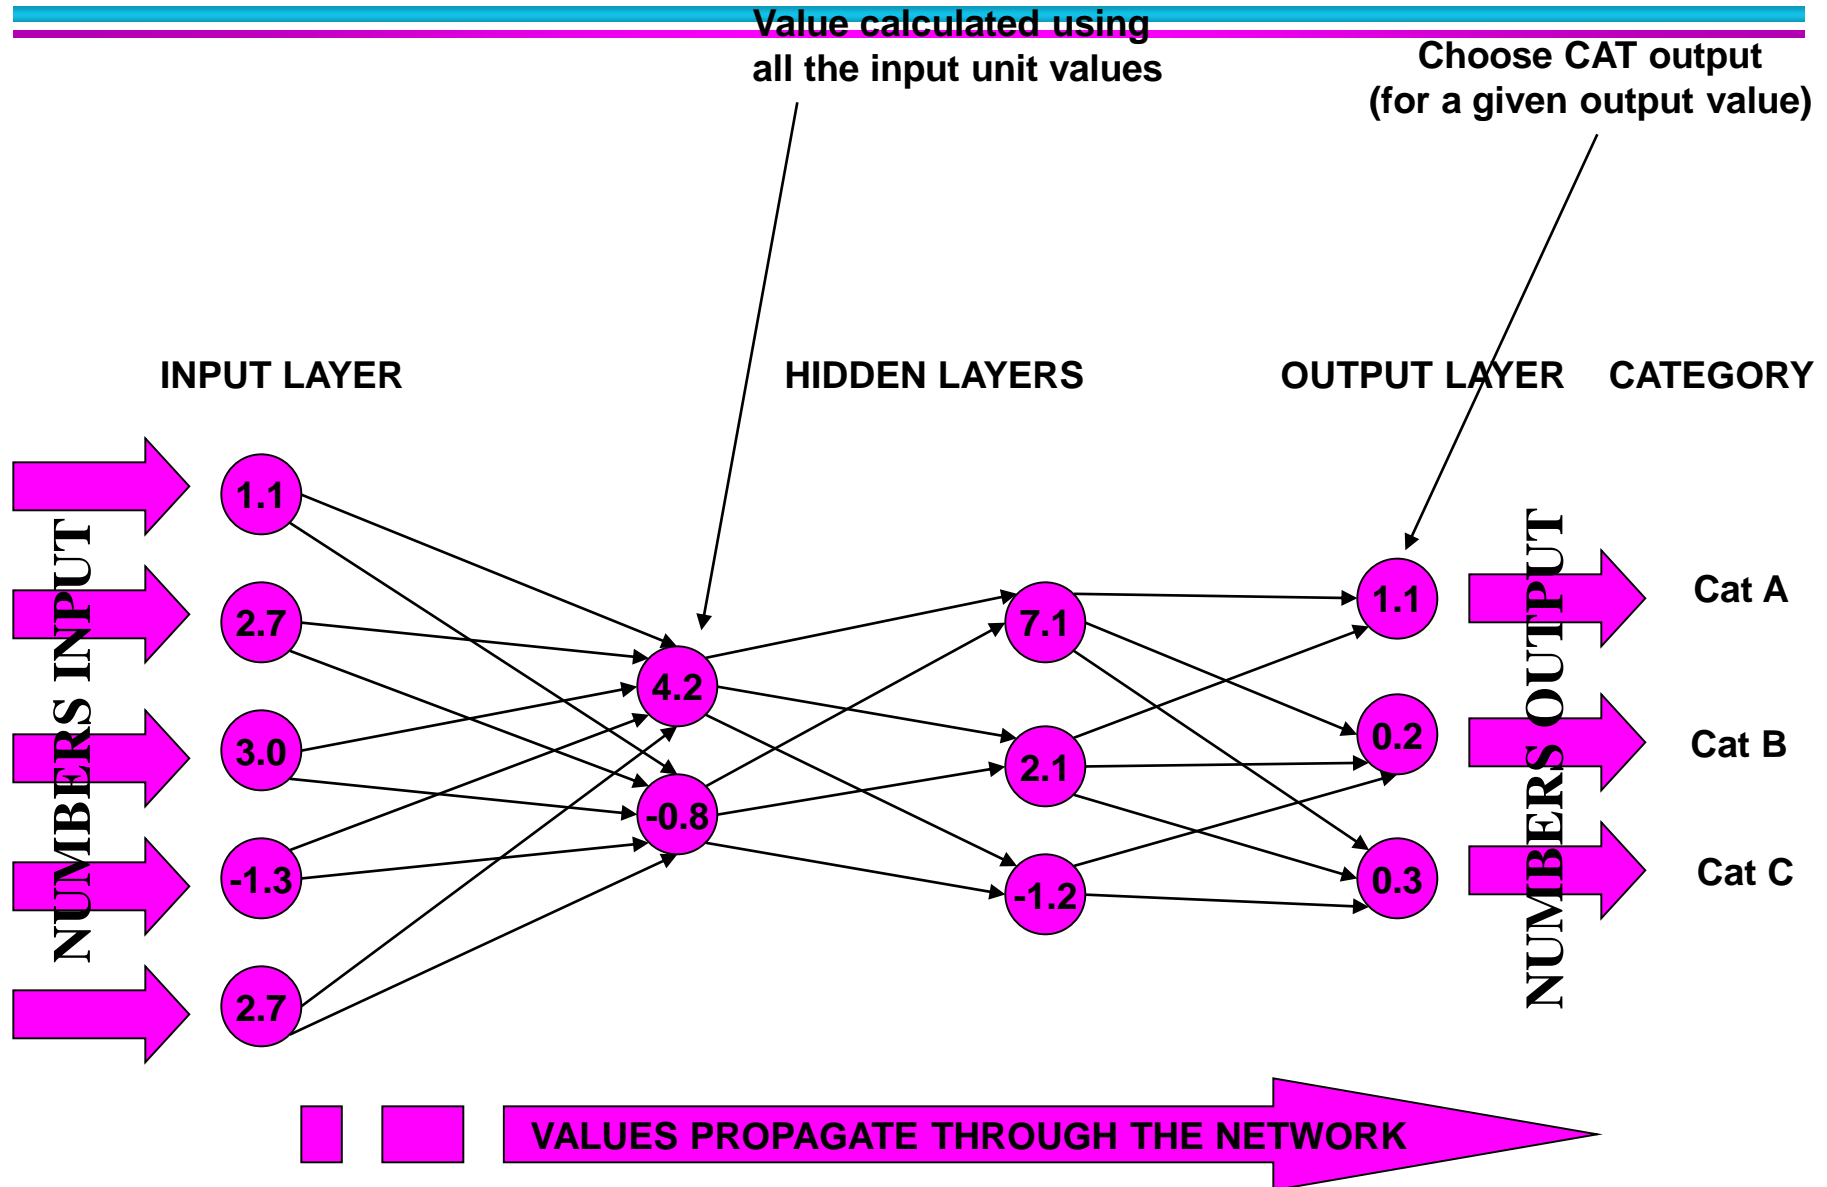 Value calculated using
all the input unit values
Choose CAT output
(for a given output value)
INPUT LAYER
HIDDEN LAYERS
OUTPUT LAYER
CATEGORY
NUMBERS INPUT
1.1
2.7
3.0
-1.3
2.7
4.2
-0.8
7.1
2.1
-1.2
1.1
0.2
0.3
NUMBERS OUTPUT
Cat A
Cat B
Cat C
VALUES PROPAGATE THROUGH THE NETWORK